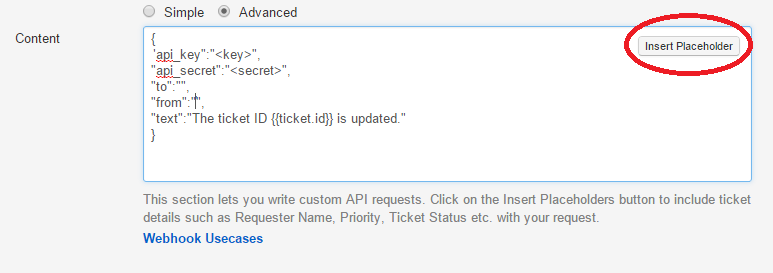 Simple Advanced
Content
{
"api_key":"<key>",
"api_secret":"<secret>",
"to":"",
"from":"",
"text":"The ticket ID {{ticket.id}} is updated."
}
Insert Placeholder
This section lets you write custom API requests. Click on the Insert Placeholders button to include ticket
details such as Requester Name, Priority, Ticket Status etc. with your request.
Webhook Usecases